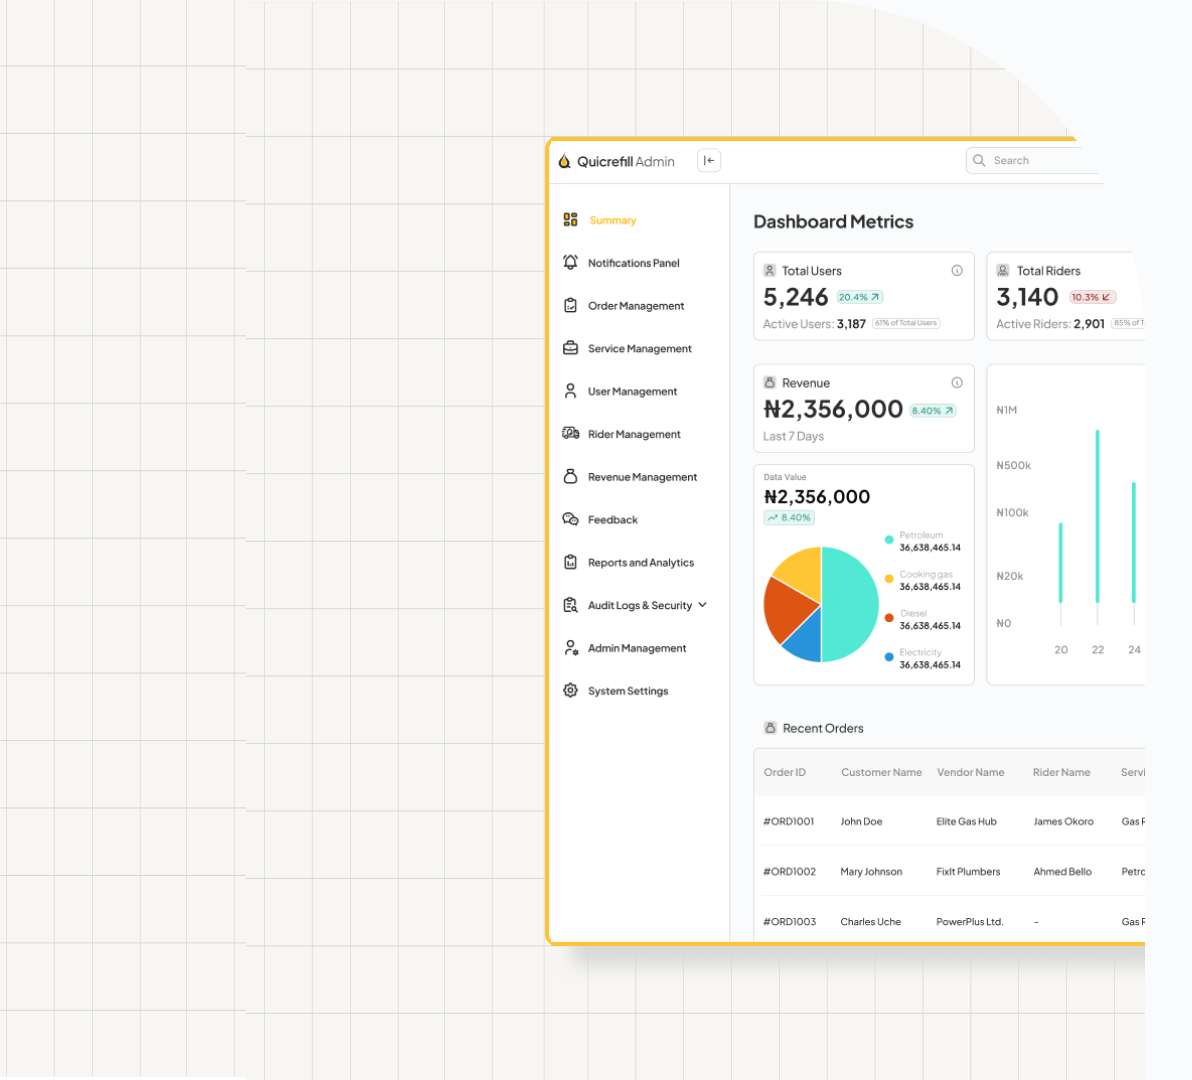 Quicrefill Admin
Search
Summary
Notifications Panel
Order Management
Service Management
User Management
Rider Management
Revenue Management
Feedback
Reports and Analytics
Audit Logs & Security
Admin Management
System Settings
Dashboard Metrics
Total Users
5,246 20.4%
Active Users: 3,187 61% of Total Users
Total Riders
3,140 10.3%
Active Riders: 2,901 85% of T
Revenue
₦2,356,000 8.40%
Last 7 Days
Data Value
₦2,356,000
8.40%
Petroleum
36,638,465.14
Cooking gas
36,638,465.14
Diesel
36,638,465.14
Electricity
36,638,465.14
₦1M
₦500k
₦100k
₦20k
₦0
20 22 24
Recent Orders
Order ID Customer Name Vendor Name Rider Name Servi
#ORD1001 John Doe Elite Gas Hub James Okoro Gas
#ORD1002 Mary Johnson FixIt Plumbers Ahmed Bello Petro
#ORD1003 Charles Uche PowerPlus Ltd. - Gas